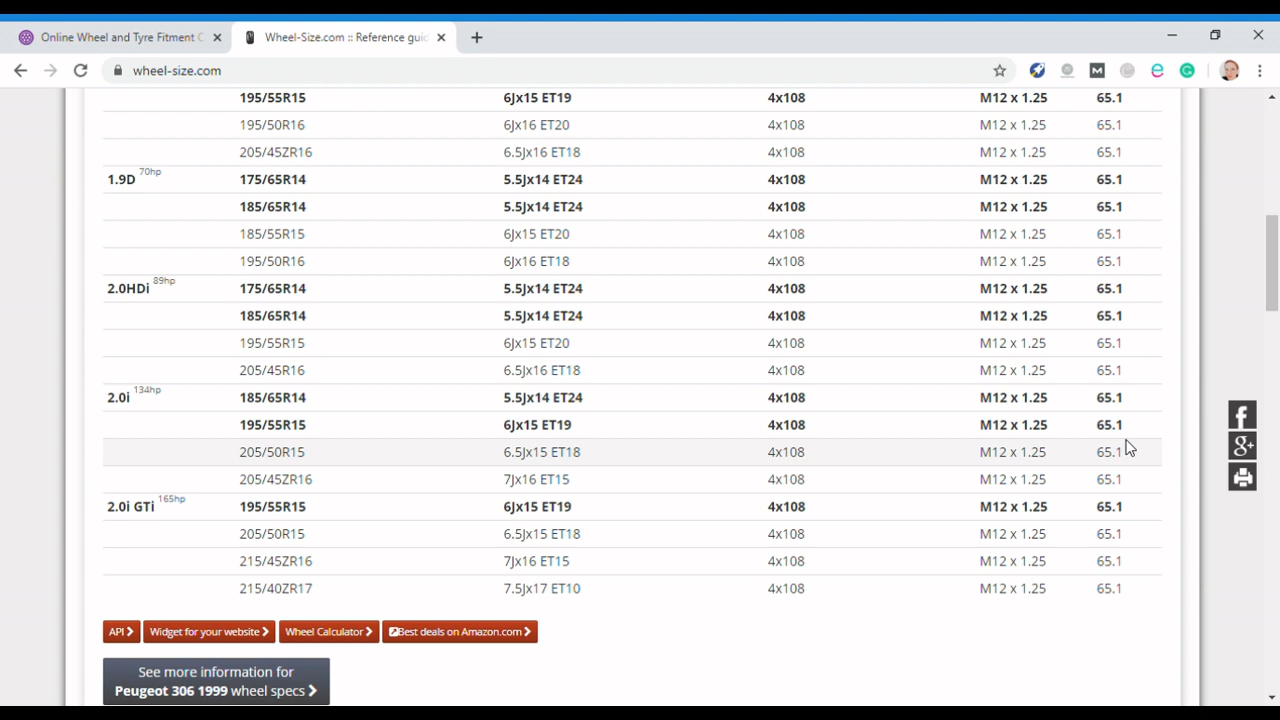 Online Wheel and Tyre Fitment C
Wheel-Size.com :: Reference guid
wheel-size.com
195/55R15 6Jx15 ET19 4x108 M12 x 1.25 65.1
195/50R16 6Jx16 ET20 4x108 M12 x 1.25 65.1
205/45ZR16 6.5Jx16 ET18 4x108 M12 x 1.25 65.1
1.9D 70hp 175/65R14 5.5Jx14 ET24 4x108 M12 x 1.25 65.1
185/65R14 5.5Jx14 ET24 4x108 M12 x 1.25 65.1
185/55R15 6Jx15 ET20 4x108 M12 x 1.25 65.1
195/50R16 6Jx16 ET18 4x108 M12 x 1.25 65.1
2.0HDi 89hp 175/65R14 5.5Jx14 ET24 4x108 M12 x 1.25 65.1
185/65R14 5.5Jx14 ET24 4x108 M12 x 1.25 65.1
195/55R15 6Jx15 ET20 4x108 M12 x 1.25 65.1
205/45R16 6.5Jx16 ET18 4x108 M12 x 1.25 65.1
2.0i 134hp 185/65R14 5.5Jx14 ET24 4x108 M12 x 1.25 65.1
195/55R15 6Jx15 ET19 4x108 M12 x 1.25 65.1
205/50R15 6.5Jx15 ET18 4x108 M12 x 1.25 65.1
205/45ZR16 7Jx16 ET15 4x108 M12 x 1.25 65.1
2.0i GTi 165hp 195/55R15 6Jx15 ET19 4x108 M12 x 1.25 65.1
205/50R15 6.5Jx15 ET18 4x108 M12 x 1.25 65.1
215/45ZR16 7Jx16 ET15 4x108 M12 x 1.25 65.1
215/40ZR17 7.5Jx17 ET10 4x108 M12 x 1.25 65.1
API Widget for your website Wheel Calculator Best deals on Amazon.com
See more information for
Peugeot 306 1999 wheel specs